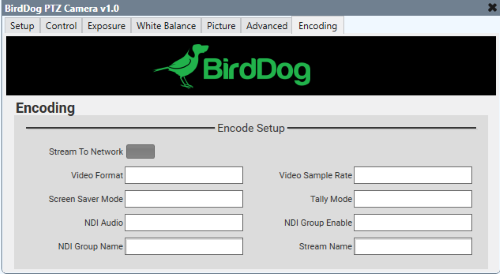 BirdDog PTZ Camera v1.0
Setup Control Exposure White Balance Picture Advanced Encoding
BirdDog
Encoding
Encode Setup
Stream To Network
Video Format Video Sample Rate
Screen Saver Mode Tally Mode
NDI Audio NDI Group Enable
NDI Group Name Stream Name